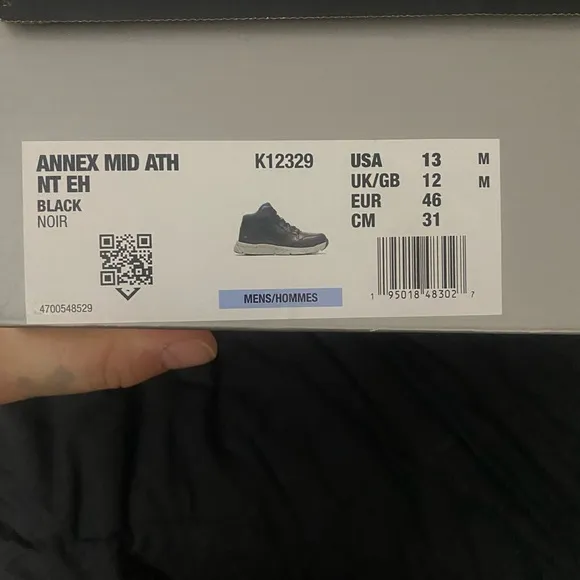 ANNEX MID ATH
NT EH
BLACK
NOIR
4700548529
K12329
MENS/HOMMES
USA 13 M
UK/GB 12 M
EUR 46
CM 31
1 95018 48302 7